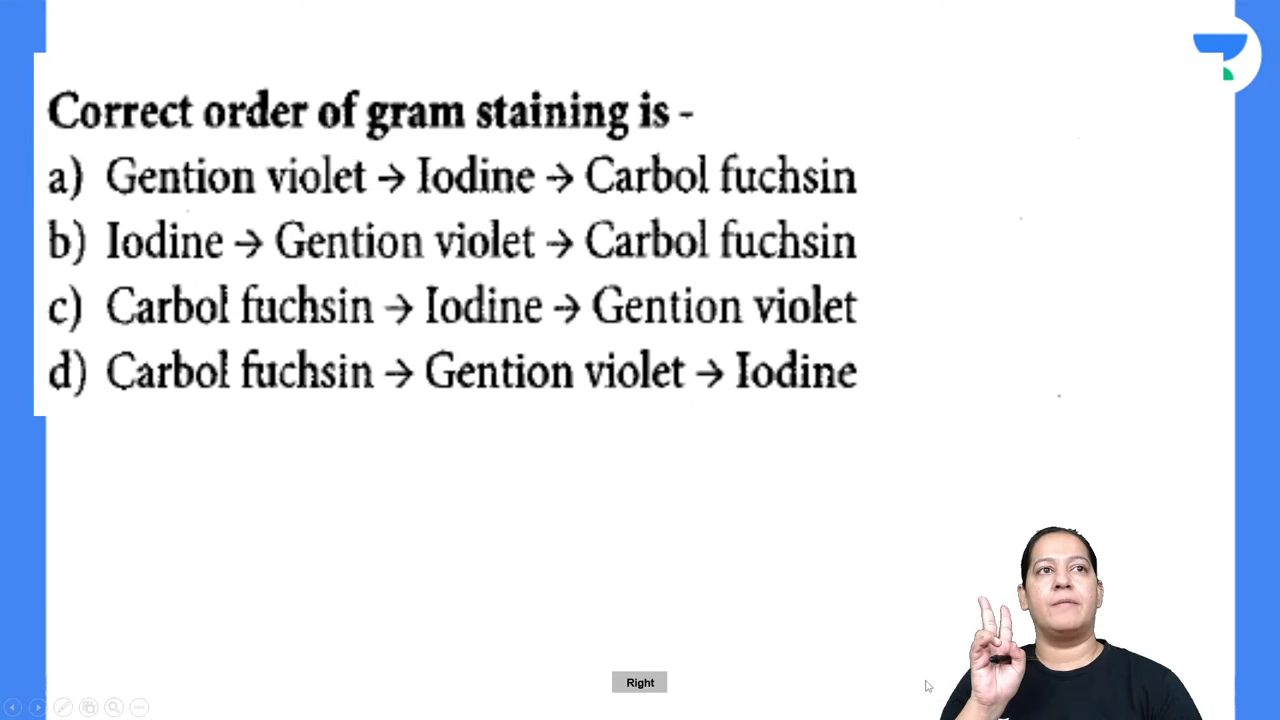 Correct order of gram staining is -
a) Gention violet → Iodine → Carbol fuchsin
b) Iodine → Gention violet → Carbol fuchsin
c) Carbol fuchsin → Iodine → Gention violet
d) Carbol fuchsin → Gention violet → Iodine
Right